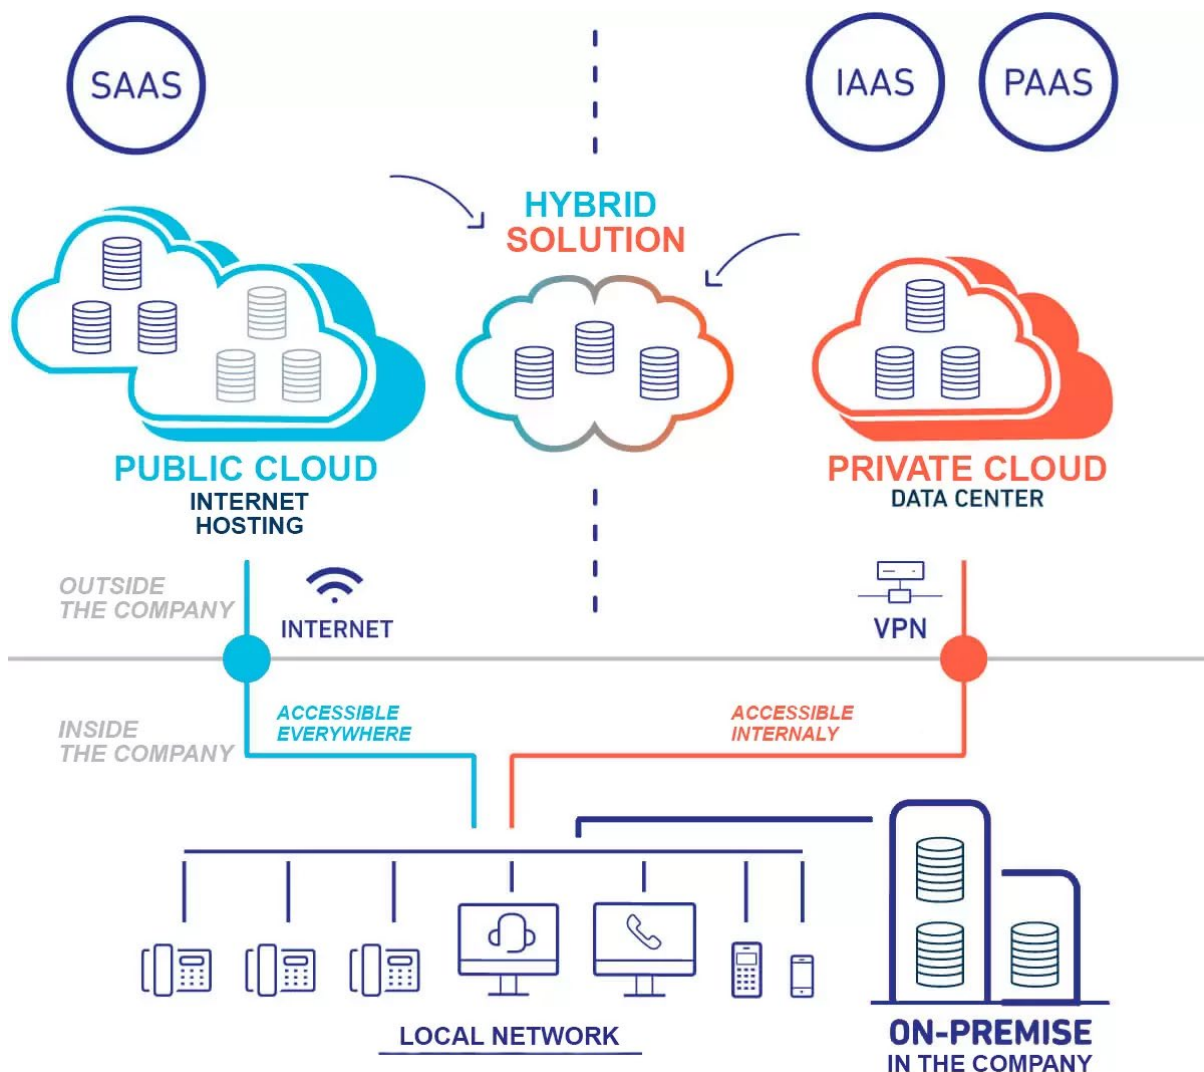 SAAS
IAAS
PAAS
HYBRID
SOLUTION
PUBLIC CLOUD
INTERNET
HOSTING
PRIVATE CLOUD
DATA CENTER
OUTSIDE
THE COMPANY
INTERNET
VPN
INSIDE
THE COMPANY
ACCESSIBLE
EVERYWHERE
ACCESSIBLE
INTERNALY
LOCAL NETWORK
ON-PREMISE
IN THE COMPANY